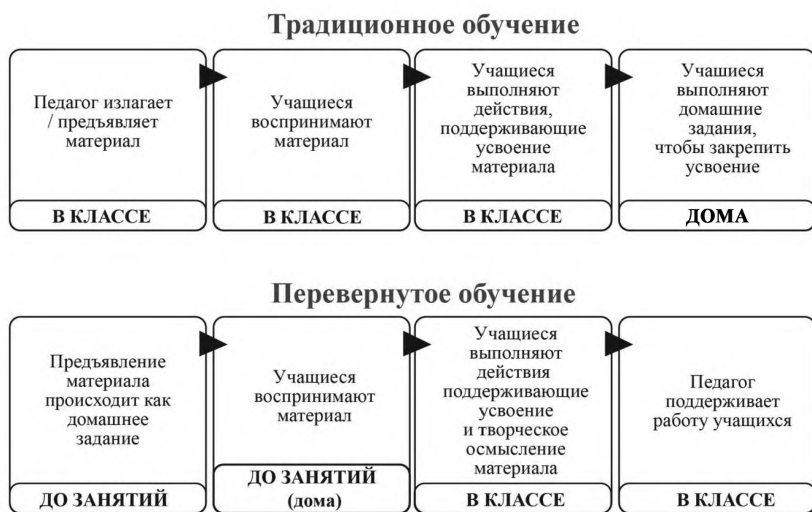 Традиционное обучение
Педагог излагает
/ предъявляет
материал
В КЛАССЕ
Учащиеся
воспринимают
материал
В КЛАССЕ
Учащиеся
выполняют
действия,
поддерживающие
усвоение
материала
В КЛАССЕ
Учашиеся
выполняют
домашние
задания,
чтобы закрепить
усвоение
ДОМА
Перевернутое обучение
Предъявление
материала
происходит как
домашнее
задание
ДО ЗАНЯТИЙ
Учащиеся
воспринимают
материал
ДО ЗАНЯТИЙ
(дома)
Учащиеся
выполняют
действия
поддерживающие
усвоение
и творческое
осмысление
материала
В КЛАССЕ
Педагог
поддерживает
работу учащихся
В КЛАССЕ